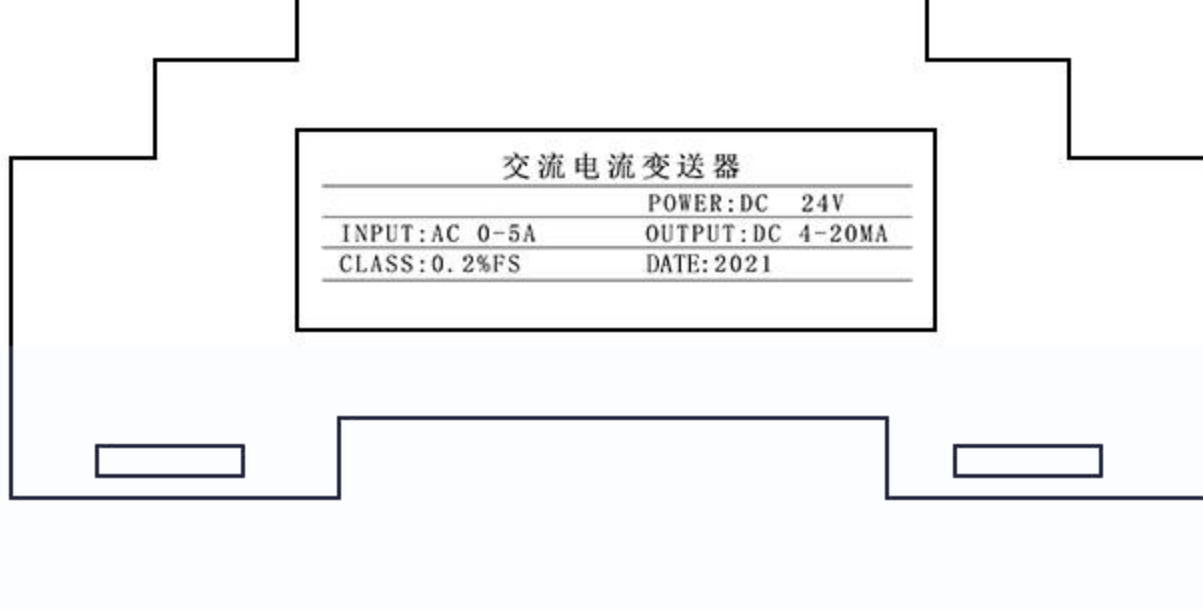 交流电流变送器
POWER:DC 24V
INPUT:AC 0-5A OUTPUT:DC 4-20MA
CLASS:0.2%FS DATE:2021